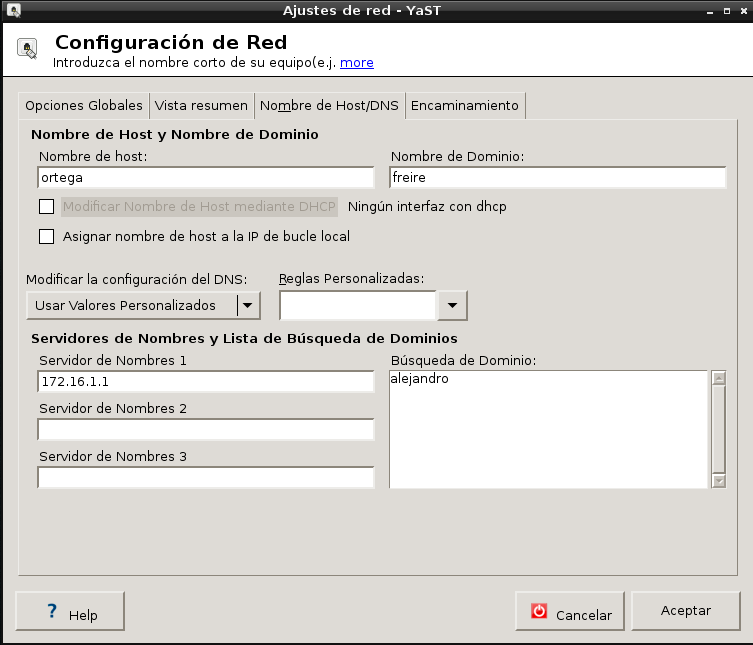 Ajustes de red - YaST
Configuración de Red
Introduzca el nombre corto de su equipo(e.j. more
Opciones Globales Vista resumen Nombre de Host/DNS Encaminamiento
Nombre de Host y Nombre de Dominio
Nombre de host: Nombre de Dominio:
ortega freire
Modificar Nombre de Host mediante DHCP Ningún interfaz con dhcp
Asignar nombre de host a la IP de bucle local
Modificar la configuración del DNS: Reglas Personalizadas:
Usar Valores Personalizados
Servidores de Nombres y Lista de Búsqueda de Dominios
Servidor de Nombres 1 Búsqueda de Dominio:
172.16.1.1 alejandro
Servidor de Nombres 2
Servidor de Nombres 3
? Help Cancelar Aceptar